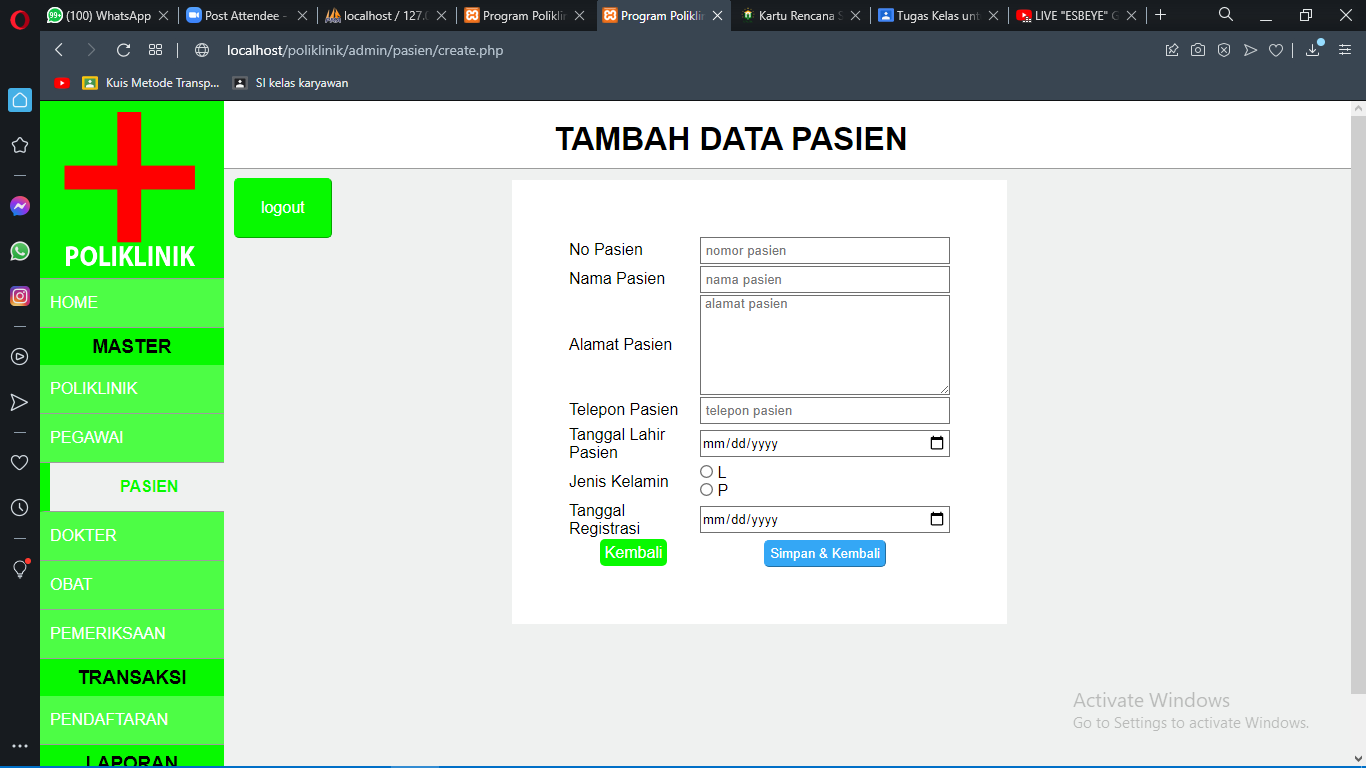 (100) WhatsApp
Post Attendee -
localhost / 127.0
Program Poliklin
Program Poliklin
Kartu Rencana S
Tugas Kelas unt
LIVE "ESBEYE" G
localhost/poliklinik/admin/pasien/create.php
Kuis Metode Transp...
SI kelas karyawan
POLIKLINIK
HOME
MASTER
POLIKLINIK
PEGAWAI
PASIEN
DOKTER
OBAT
PEMERIKSAAN
TRANSAKSI
PENDAFTARAN
LAPORAN
TAMBAH DATA PASIEN
logout
No Pasien
nomor pasien
Nama Pasien
nama pasien
Alamat Pasien
alamat pasien
Telepon Pasien
telepon pasien
Tanggal Lahir
Pasien
mm/dd/yyyy
Jenis Kelamin
L
P
Tanggal
Registrasi
mm/dd/yyyy
Kembali
Simpan & Kembali
Activate Windows
Go to Settings to activate Windows.